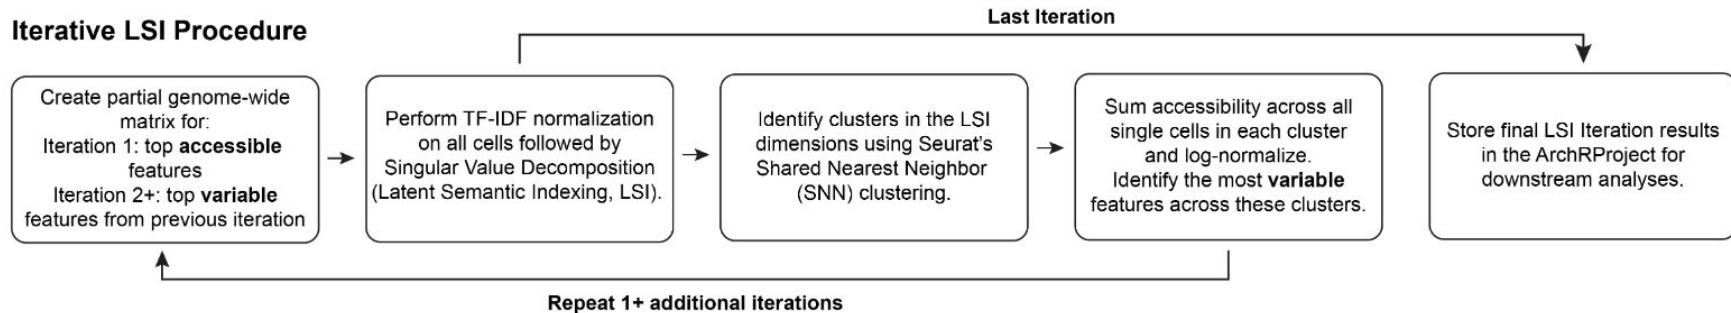 Iterative LSI Procedure
Last Iteration
Create partial genome-wide
matrix for:
Iteration 1: top accessible
features
Iteration 2+: top variable
features from previous iteration
Perform TF-IDF normalization
on all cells followed by
Singular Value Decomposition
(Latent Semantic Indexing, LSI).
Identify clusters in the LSI
dimensions using Seurat's
Shared Nearest Neighbor
(SNN) clustering.
Sum accessibility across all
single cells in each cluster
and log-normalize.
Identify the most variable
features across these clusters.
Store final LSI Iteration results
in the ArchRProject for
downstream analyses.
Repeat 1+ additional iterations